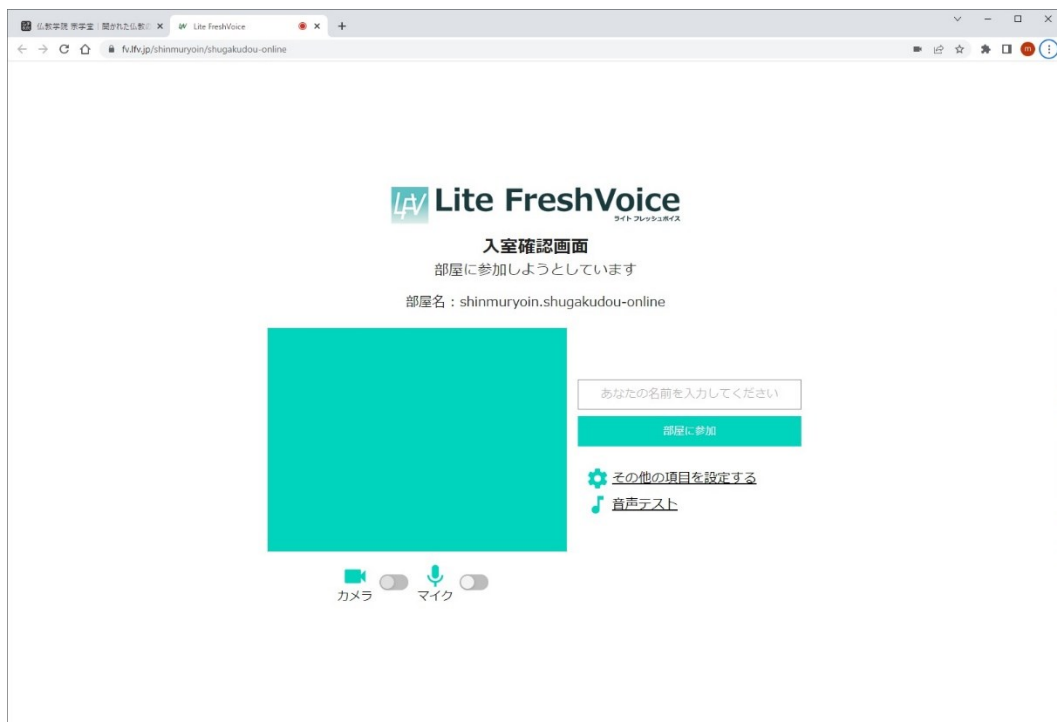 仏教学院 宗学堂｜開かれた仏教の
Lite FreshVoice
fv.lfv.jp/shinmuryoin/shugakudou-online
m
LFV Lite FreshVoice
ライト フレッシュボイス
入室確認画面
部屋に参加しようとしています
部屋名：shinmuryoin.shugakudou-online
あなたの名前を入力してください
部屋に参加
その他の項目を設定する
音声テスト
カメラ
マイク